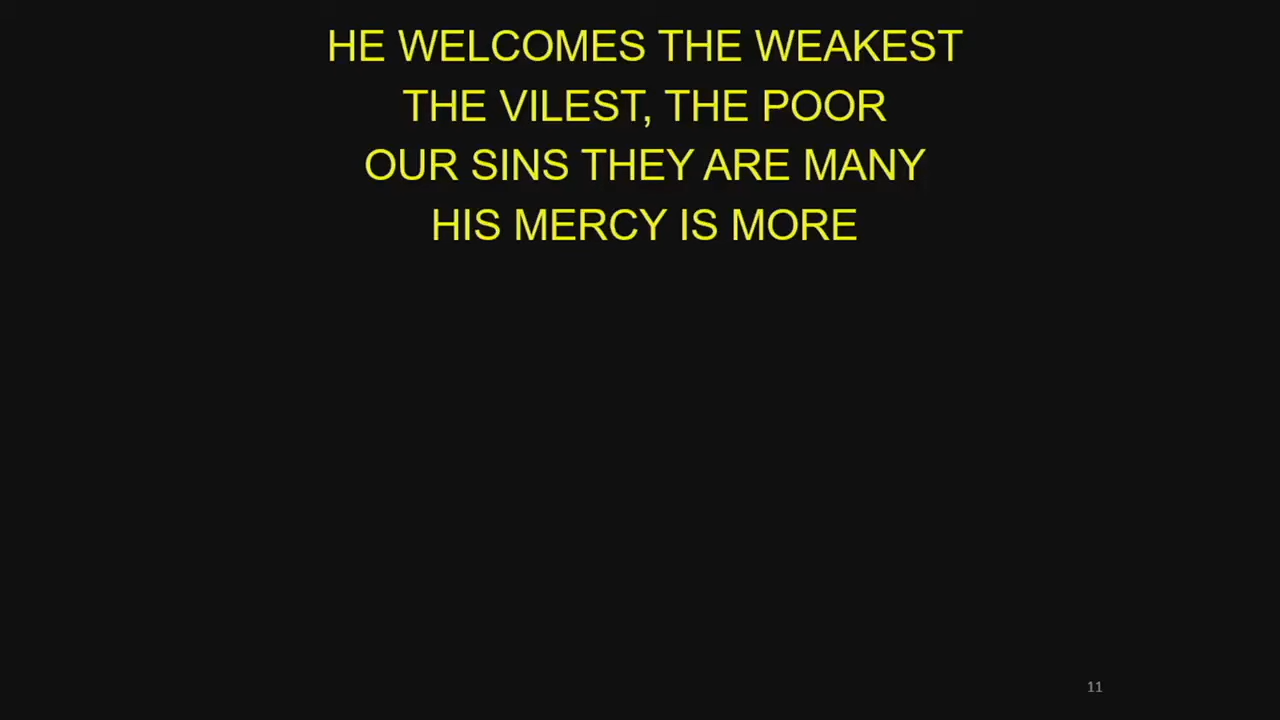 HE WELCOMES THE WEAKEST
THE VILEST, THE POOR
OUR SINS THEY ARE MANY
HIS MERCY IS MORE
11